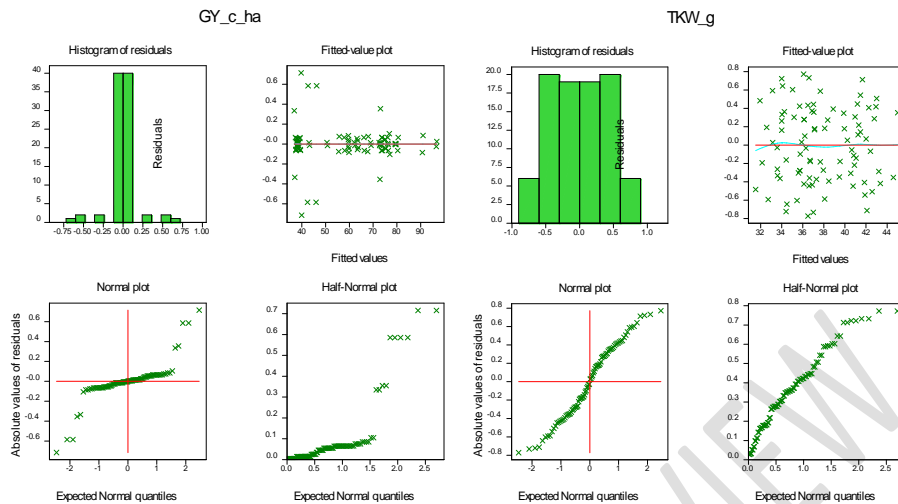 GY_c_ha
TKW_g
Histogram of residuals
40
30
20
10
0
-0.75 -0.50 -0.25 0.00 0.25 0.50 0.75 1.00
Residuals
Fitted-value plot
0.6
0.4
0.2
-0.0
-0.2
-0.4
-0.6
40 50 60 70 80 90
Fitted values
Histogram of residuals
20.0
17.5
15.0
12.5
10.0
7.5
5.0
2.5
0.0
-1.0 -0.5 0.0 0.5 1.0
Residuals
Fitted-value plot
0.8
0.6
0.4
0.2
0.0
-0.2
-0.4
-0.6
-0.8
32 34 36 38 40 42 44
Fitted values
Normal plot
Absolute values of residuals
0.6
0.4
0.2
-0.0
-0.2
-0.4
-0.6
-2 -1 0 1 2
Expected Normal quantiles
Half-Normal plot
0.7
0.6
0.5
0.4
0.3
0.2
0.1
0.0
0.0 0.5 1.0 1.5 2.0 2.5
Expected Normal quantiles
Normal plot
Absolute values of residuals
0.6
0.4
0.2
0.0
-0.2
-0.4
-0.6
-0.8
-2 -1 0 1 2
Expected Normal quantiles
Half-Normal plot
0.8
0.7
0.6
0.5
0.4
0.3
0.2
0.1
0.0
0.0 0.5 1.0 1.5 2.0 2.5
Expected Normal quantiles
VIEW